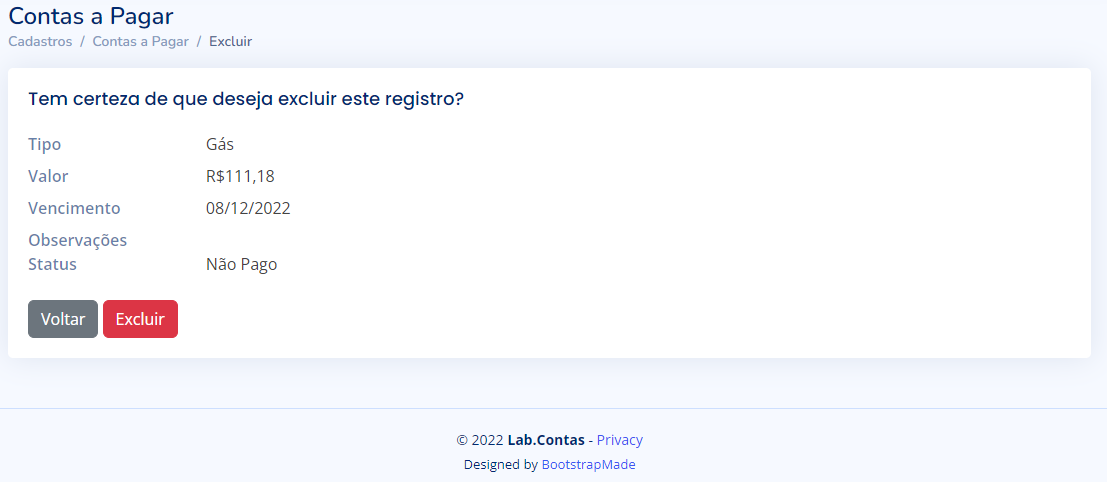 Contas a Pagar
Cadastros / Contas a Pagar / Excluir
Tem certeza de que deseja excluir este registro?
Tipo Gás
Valor R$111,18
Vencimento 08/12/2022
Observações
Status Não Pago
Voltar Excluir
© 2022 Lab.Contas - Privacy
Designed by BootstrapMade